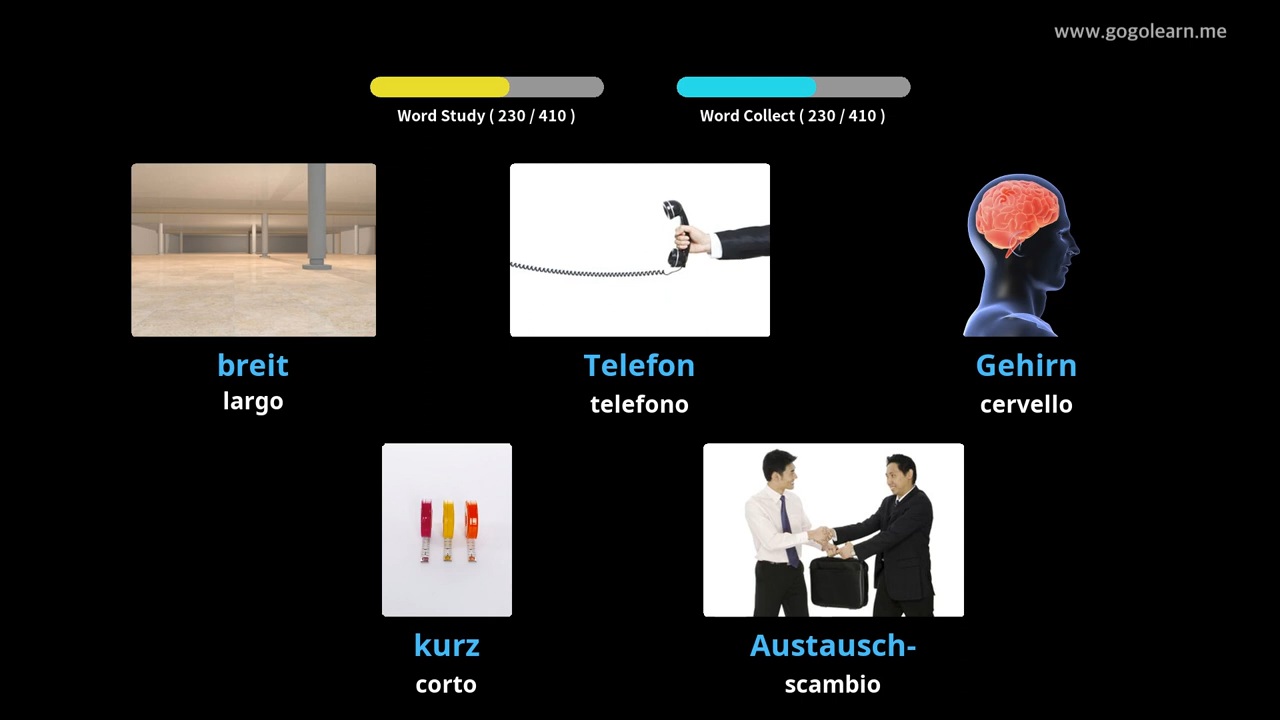 www.gogolearn.me
Word Study ( 230 / 410 )
Word Collect ( 230 / 410 )
breit
largo
Telefon
telefono
Gehirn
cervello
kurz
corto
Austausch-
scambio